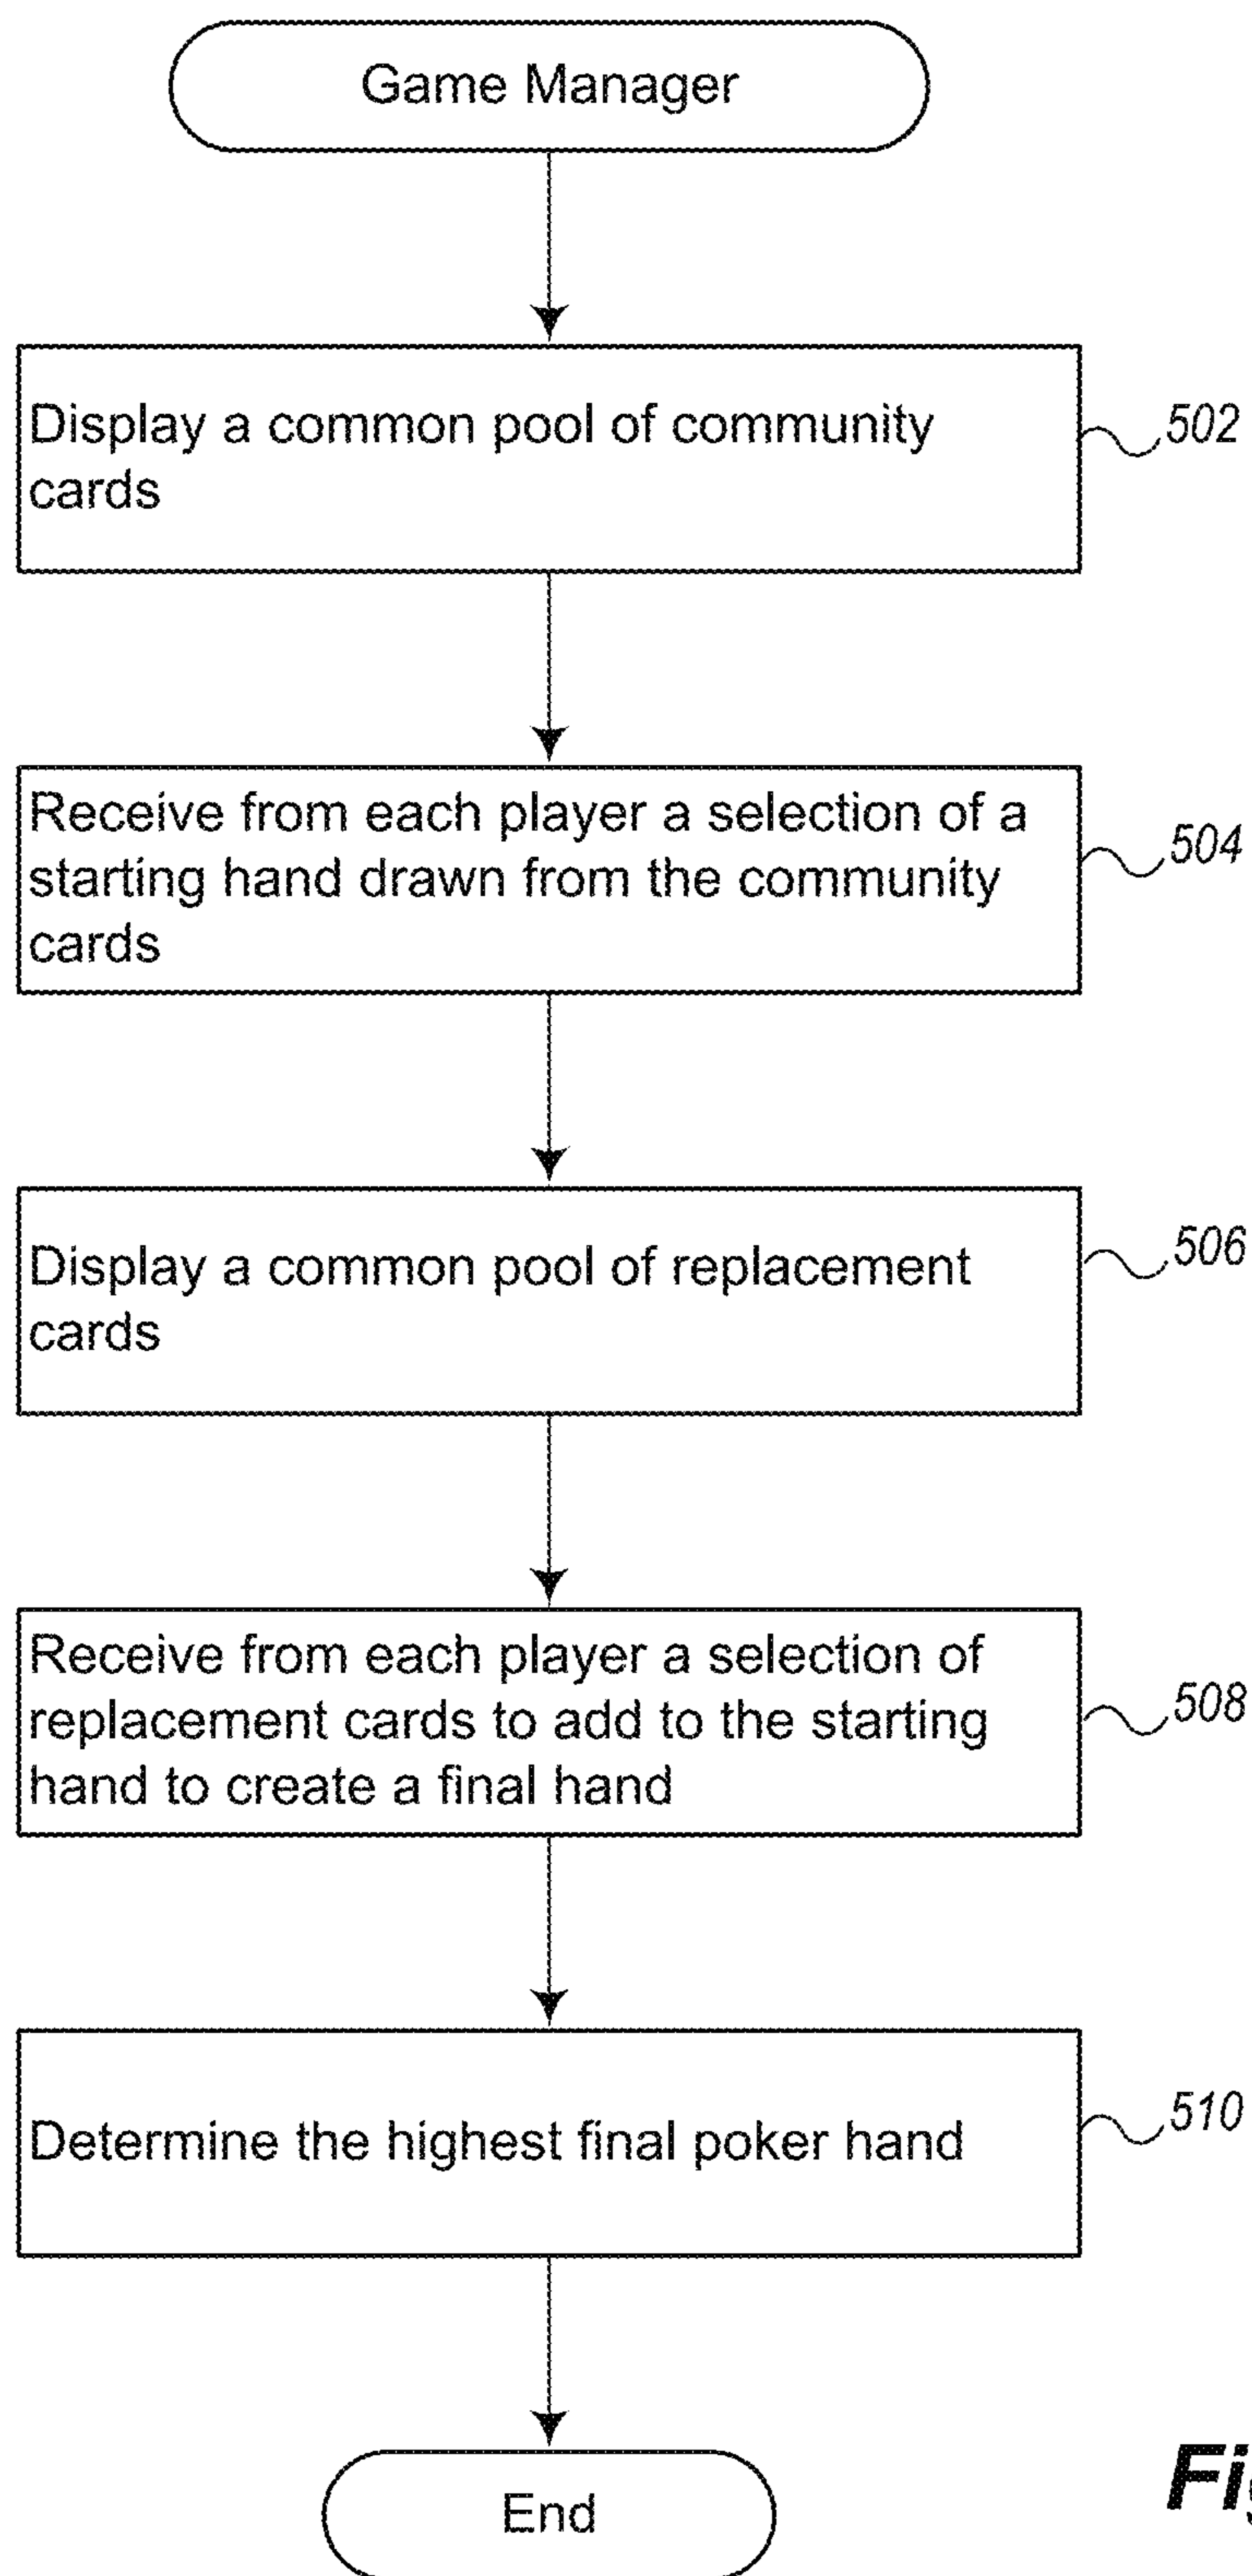 Game Manager
Display a common pool of community
cards
502
Receive from each player a selection of a
starting hand drawn from the community
cards
504
Display a common pool of replacement
cards
506
Receive from each player a selection of
replacement cards to add to the starting
hand to create a final hand
508
Determine the highest final poker hand
510
End